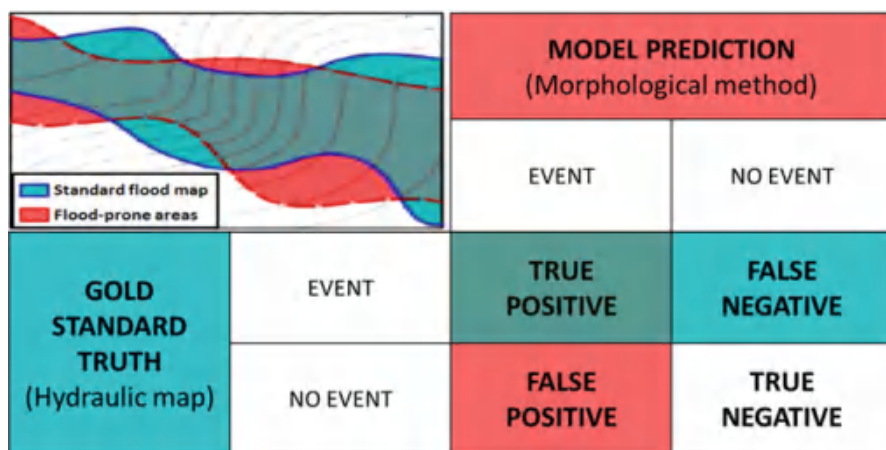 Standard flood map
Flood-prone areas
MODEL PREDICTION
(Morphological method)
EVENT
NO EVENT
GOLD
STANDARD
TRUTH
(Hydraulic map)
EVENT
TRUE
POSITIVE
FALSE
NEGATIVE
NO EVENT
FALSE
POSITIVE
TRUE
NEGATIVE